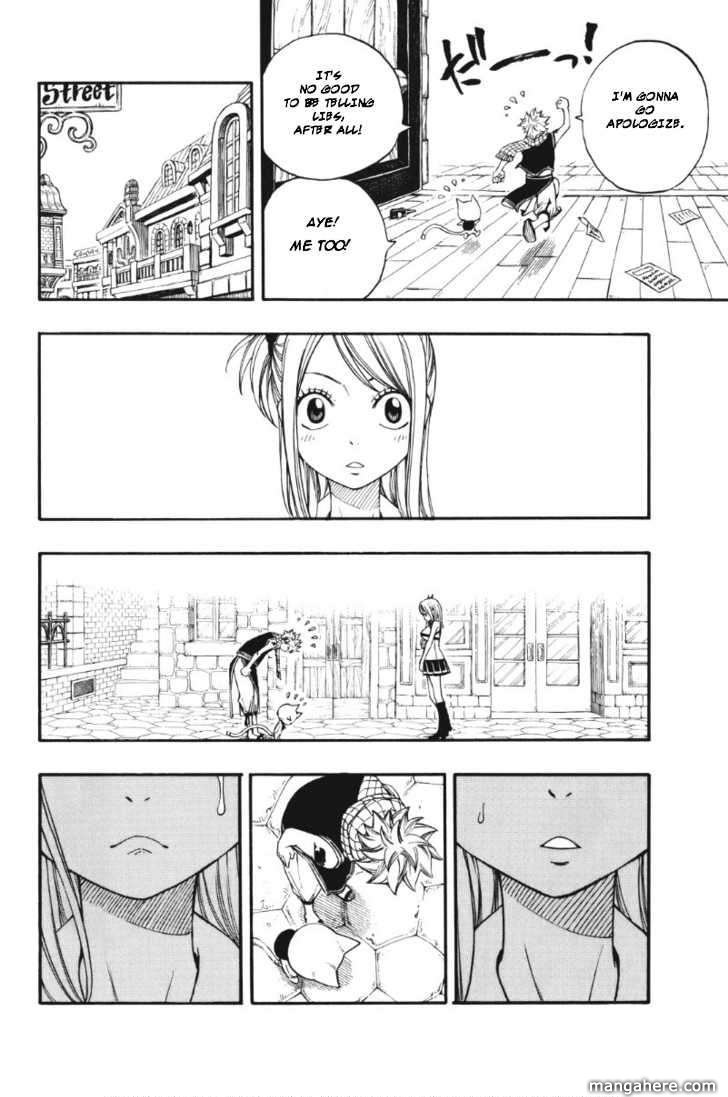 I'M GONNA
GO
APOLOGIZE.
だーっ!
IT'S
NO GOOD
TO BE TELLING
LIES,
AFTER ALL!
AYE!
ME TOO!
Street
mangahere.com